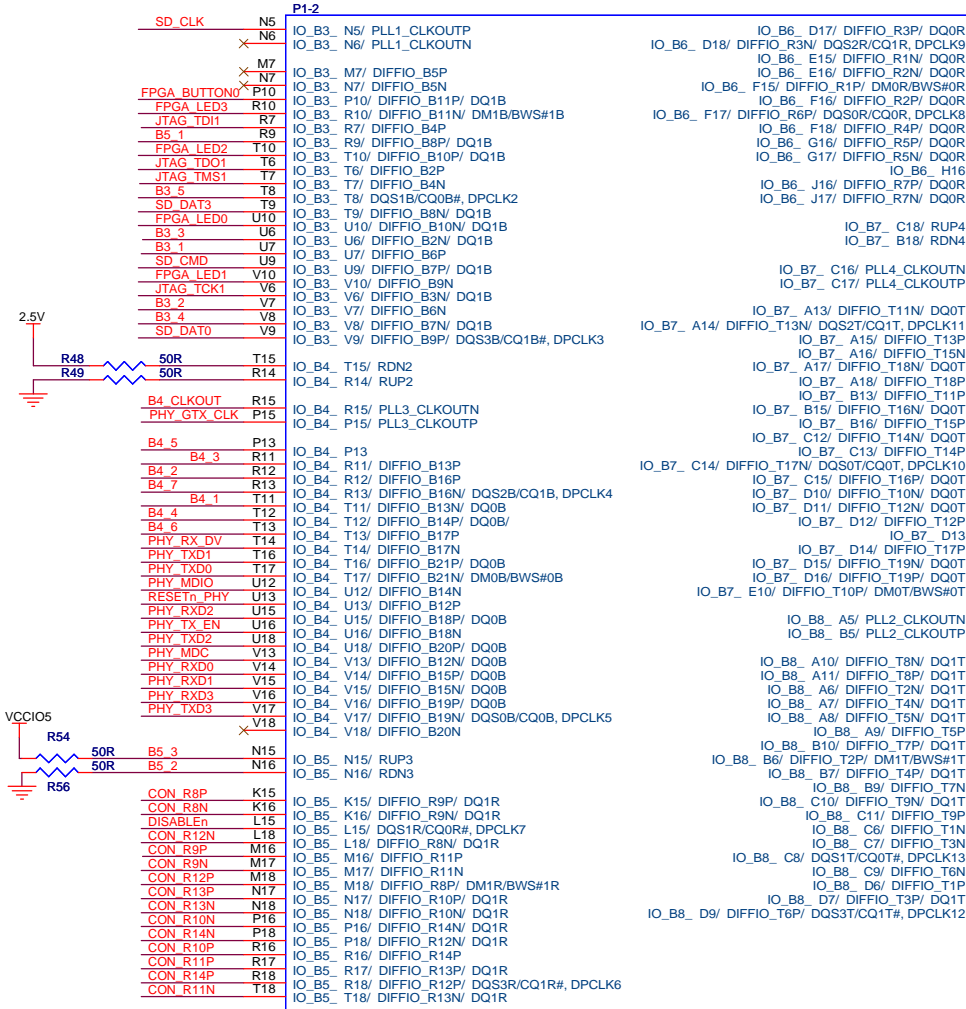 P1-2
SD_CLK N5 IO_B3_ N5/ PLL1_CLKOUTP
N6 IO_B3_ N6/ PLL1_CLKOUTN
M7 IO_B3_ M7/ DIFFIO_B5P
N7 IO_B3_ N7/ DIFFIO_B5N
FPGA_BUTTON0 P10 IO_B3_ P10/ DIFFIO_B11P/ DQ1B
FPGA_LED3 R10 IO_B3_ R10/ DIFFIO_B11N/ DM1B/BWS#1B
JTAG_TDI1 R7 IO_B3_ R7/ DIFFIO_B4P
B5_1 R9 IO_B3_ R9/ DIFFIO_B8P/ DQ1B
FPGA_LED2 T10 IO_B3_ T10/ DIFFIO_B10P/ DQ1B
JTAG_TDO1 T6 IO_B3_ T6/ DIFFIO_B2P
JTAG_TMS1 T7 IO_B3_ T7/ DIFFIO_B4N
B3_5 T8 IO_B3_ T8/ DQS1B/CQ0B#, DPCLK2
SD_DAT3 T9 IO_B3_ T9/ DIFFIO_B8N/ DQ1B
FPGA_LED0 U10 IO_B3_ U10/ DIFFIO_B10N/ DQ1B
B3_3 U6 IO_B3_ U6/ DIFFIO_B2N/ DQ1B
B3_1 U7 IO_B3_ U7/ DIFFIO_B6P
SD_CMD U9 IO_B3_ U9/ DIFFIO_B7P/ DQ1B
FPGA_LED1 V10 IO_B3_ V10/ DIFFIO_B9N
JTAG_TCK1 V6 IO_B3_ V6/ DIFFIO_B3N/ DQ1B
B3_2 V7 IO_B3_ V7/ DIFFIO_B6N
B3_4 V8 IO_B3_ V8/ DIFFIO_B7N/ DQ1B
SD_DAT0 V9 IO_B3_ V9/ DIFFIO_B9P/ DQS3B/CQ1B#, DPCLK3
2.5V
R48 50R T15 IO_B4_ T15/ RDN2
R49 50R R14 IO_B4_ R14/ RUP2
B4_CLKOUT R15 IO_B4_ R15/ PLL3_CLKOUTN
PHY_GTX_CLK P15 IO_B4_ P15/ PLL3_CLKOUTP
B4_5 P13 IO_B4_ P13
B4_3 R11 IO_B4_ R11/ DIFFIO_B13P
B4_2 R12 IO_B4_ R12/ DIFFIO_B16P
B4_7 R13 IO_B4_ R13/ DIFFIO_B16N/ DQS2B/CQ1B, DPCLK4
B4_1 T11 IO_B4_ T11/ DIFFIO_B13N/ DQ0B
B4_4 T12 IO_B4_ T12/ DIFFIO_B14P/ DQ0B/
B4_6 T13 IO_B4_ T13/ DIFFIO_B17P
PHY_RX_DV T14 IO_B4_ T14/ DIFFIO_B17N
PHY_TXD1 T16 IO_B4_ T16/ DIFFIO_B21P/ DQ0B
PHY_TXD0 T17 IO_B4_ T17/ DIFFIO_B21N/ DM0B/BWS#0B
PHY_MDIO U12 IO_B4_ U12/ DIFFIO_B14N
RESETn_PHY U13 IO_B4_ U13/ DIFFIO_B12P
PHY_RXD2 U15 IO_B4_ U15/ DIFFIO_B18P/ DQ0B
PHY_TX_EN U16 IO_B4_ U16/ DIFFIO_B18N
PHY_TXD2 U18 IO_B4_ U18/ DIFFIO_B20P/ DQ0B
PHY_MDC V13 IO_B4_ V13/ DIFFIO_B12N/ DQ0B
PHY_RXD0 V14 IO_B4_ V14/ DIFFIO_B15P/ DQ0B
PHY_RXD1 V15 IO_B4_ V15/ DIFFIO_B15N/ DQ0B
PHY_RXD3 V16 IO_B4_ V16/ DIFFIO_B19P/ DQ0B
PHY_TXD3 V17 IO_B4_ V17/ DIFFIO_B19N/ DQS0B/CQ0B, DPCLK5
V18 IO_B4_ V18/ DIFFIO_B20N
VCCIO5
R54 50R B5_3 N15 IO_B5_ N15/ RUP3
R56 50R B5_2 N16 IO_B5_ N16/ RDN3
CON_R8P K15 IO_B5_ K15/ DIFFIO_R9P/ DQ1R
CON_R8N K16 IO_B5_ K16/ DIFFIO_R9N/ DQ1R
DISABLEn L15 IO_B5_ L15/ DQS1R/CQ0R#, DPCLK7
CON_R12N L18 IO_B5_ L18/ DIFFIO_R8N/ DQ1R
CON_R9P M16 IO_B5_ M16/ DIFFIO_R11P
CON_R9N M17 IO_B5_ M17/ DIFFIO_R11N
CON_R12P M18 IO_B5_ M18/ DIFFIO_R8P/ DM1R/BWS#1R
CON_R13P N17 IO_B5_ N17/ DIFFIO_R10P/ DQ1R
CON_R13N N18 IO_B5_ N18/ DIFFIO_R10N/ DQ1R
CON_R10N P16 IO_B5_ P16/ DIFFIO_R14N/ DQ1R
CON_R14N P18 IO_B5_ P18/ DIFFIO_R12N/ DQ1R
CON_R10P R16 IO_B5_ R16/ DIFFIO_R14P
CON_R11P R17 IO_B5_ R17/ DIFFIO_R13P/ DQ1R
CON_R14P R18 IO_B5_ R18/ DIFFIO_R12P/ DQS3R/CQ1R#, DPCLK6
CON_R11N T18 IO_B5_ T18/ DIFFIO_R13N/ DQ1R
IO_B6_ D17/ DIFFIO_R3P/ DQ0R
IO_B6_ D18/ DIFFIO_R3N/ DQS2R/CQ1R, DPCLK9
IO_B6_ E15/ DIFFIO_R1N/ DQ0R
IO_B6_ E16/ DIFFIO_R2N/ DQ0R
IO_B6_ F15/ DIFFIO_R1P/ DM0R/BWS#0R
IO_B6_ F16/ DIFFIO_R2P/ DQ0R
IO_B6_ F17/ DIFFIO_R6P/ DQS0R/CQ0R, DPCLK8
IO_B6_ F18/ DIFFIO_R4P/ DQ0R
IO_B6_ G16/ DIFFIO_R5P/ DQ0R
IO_B6_ G17/ DIFFIO_R5N/ DQ0R
IO_B6_ H16
IO_B6_ J16/ DIFFIO_R7P/ DQ0R
IO_B6_ J17/ DIFFIO_R7N/ DQ0R
IO_B7_ C18/ RUP4
IO_B7_ B18/ RDN4
IO_B7_ C16/ PLL4_CLKOUTN
IO_B7_ C17/ PLL4_CLKOUTP
IO_B7_ A13/ DIFFIO_T11N/ DQ0T
IO_B7_ A14/ DIFFIO_T13N/ DQS2T/CQ1T, DPCLK11
IO_B7_ A15/ DIFFIO_T13P
IO_B7_ A16/ DIFFIO_T15N
IO_B7_ A17/ DIFFIO_T18N/ DQ0T
IO_B7_ A18/ DIFFIO_T18P
IO_B7_ B13/ DIFFIO_T11P
IO_B7_ B15/ DIFFIO_T16N/ DQ0T
IO_B7_ B16/ DIFFIO_T15P
IO_B7_ C12/ DIFFIO_T14N/ DQ0T
IO_B7_ C13/ DIFFIO_T14P
IO_B7_ C14/ DIFFIO_T17N/ DQS0T/CQ0T, DPCLK10
IO_B7_ C15/ DIFFIO_T16P/ DQ0T
IO_B7_ D10/ DIFFIO_T10N/ DQ0T
IO_B7_ D11/ DIFFIO_T12N/ DQ0T
IO_B7_ D12/ DIFFIO_T12P
IO_B7_ D13
IO_B7_ D14/ DIFFIO_T17P
IO_B7_ D15/ DIFFIO_T19N/ DQ0T
IO_B7_ D16/ DIFFIO_T19P/ DQ0T
IO_B7_ E10/ DIFFIO_T10P/ DM0T/BWS#0T
IO_B8_ A5/ PLL2_CLKOUTN
IO_B8_ B5/ PLL2_CLKOUTP
IO_B8_ A10/ DIFFIO_T8N/ DQ1T
IO_B8_ A11/ DIFFIO_T8P/ DQ1T
IO_B8_ A6/ DIFFIO_T2N/ DQ1T
IO_B8_ A7/ DIFFIO_T4N/ DQ1T
IO_B8_ A8/ DIFFIO_T5N/ DQ1T
IO_B8_ A9/ DIFFIO_T5P
IO_B8_ B10/ DIFFIO_T7P/ DQ1T
IO_B8_ B6/ DIFFIO_T2P/ DM1T/BWS#1T
IO_B8_ B7/ DIFFIO_T4P/ DQ1T
IO_B8_ B9/ DIFFIO_T7N
IO_B8_ C10/ DIFFIO_T9N/ DQ1T
IO_B8_ C11/ DIFFIO_T9P
IO_B8_ C6/ DIFFIO_T1N
IO_B8_ C7/ DIFFIO_T3N
IO_B8_ C8/ DQS1T/CQ0T#, DPCLK13
IO_B8_ C9/ DIFFIO_T6N
IO_B8_ D6/ DIFFIO_T1P
IO_B8_ D7/ DIFFIO_T3P/ DQ1T
IO_B8_ D9/ DIFFIO_T6P/ DQS3T/CQ1T#, DPCLK12